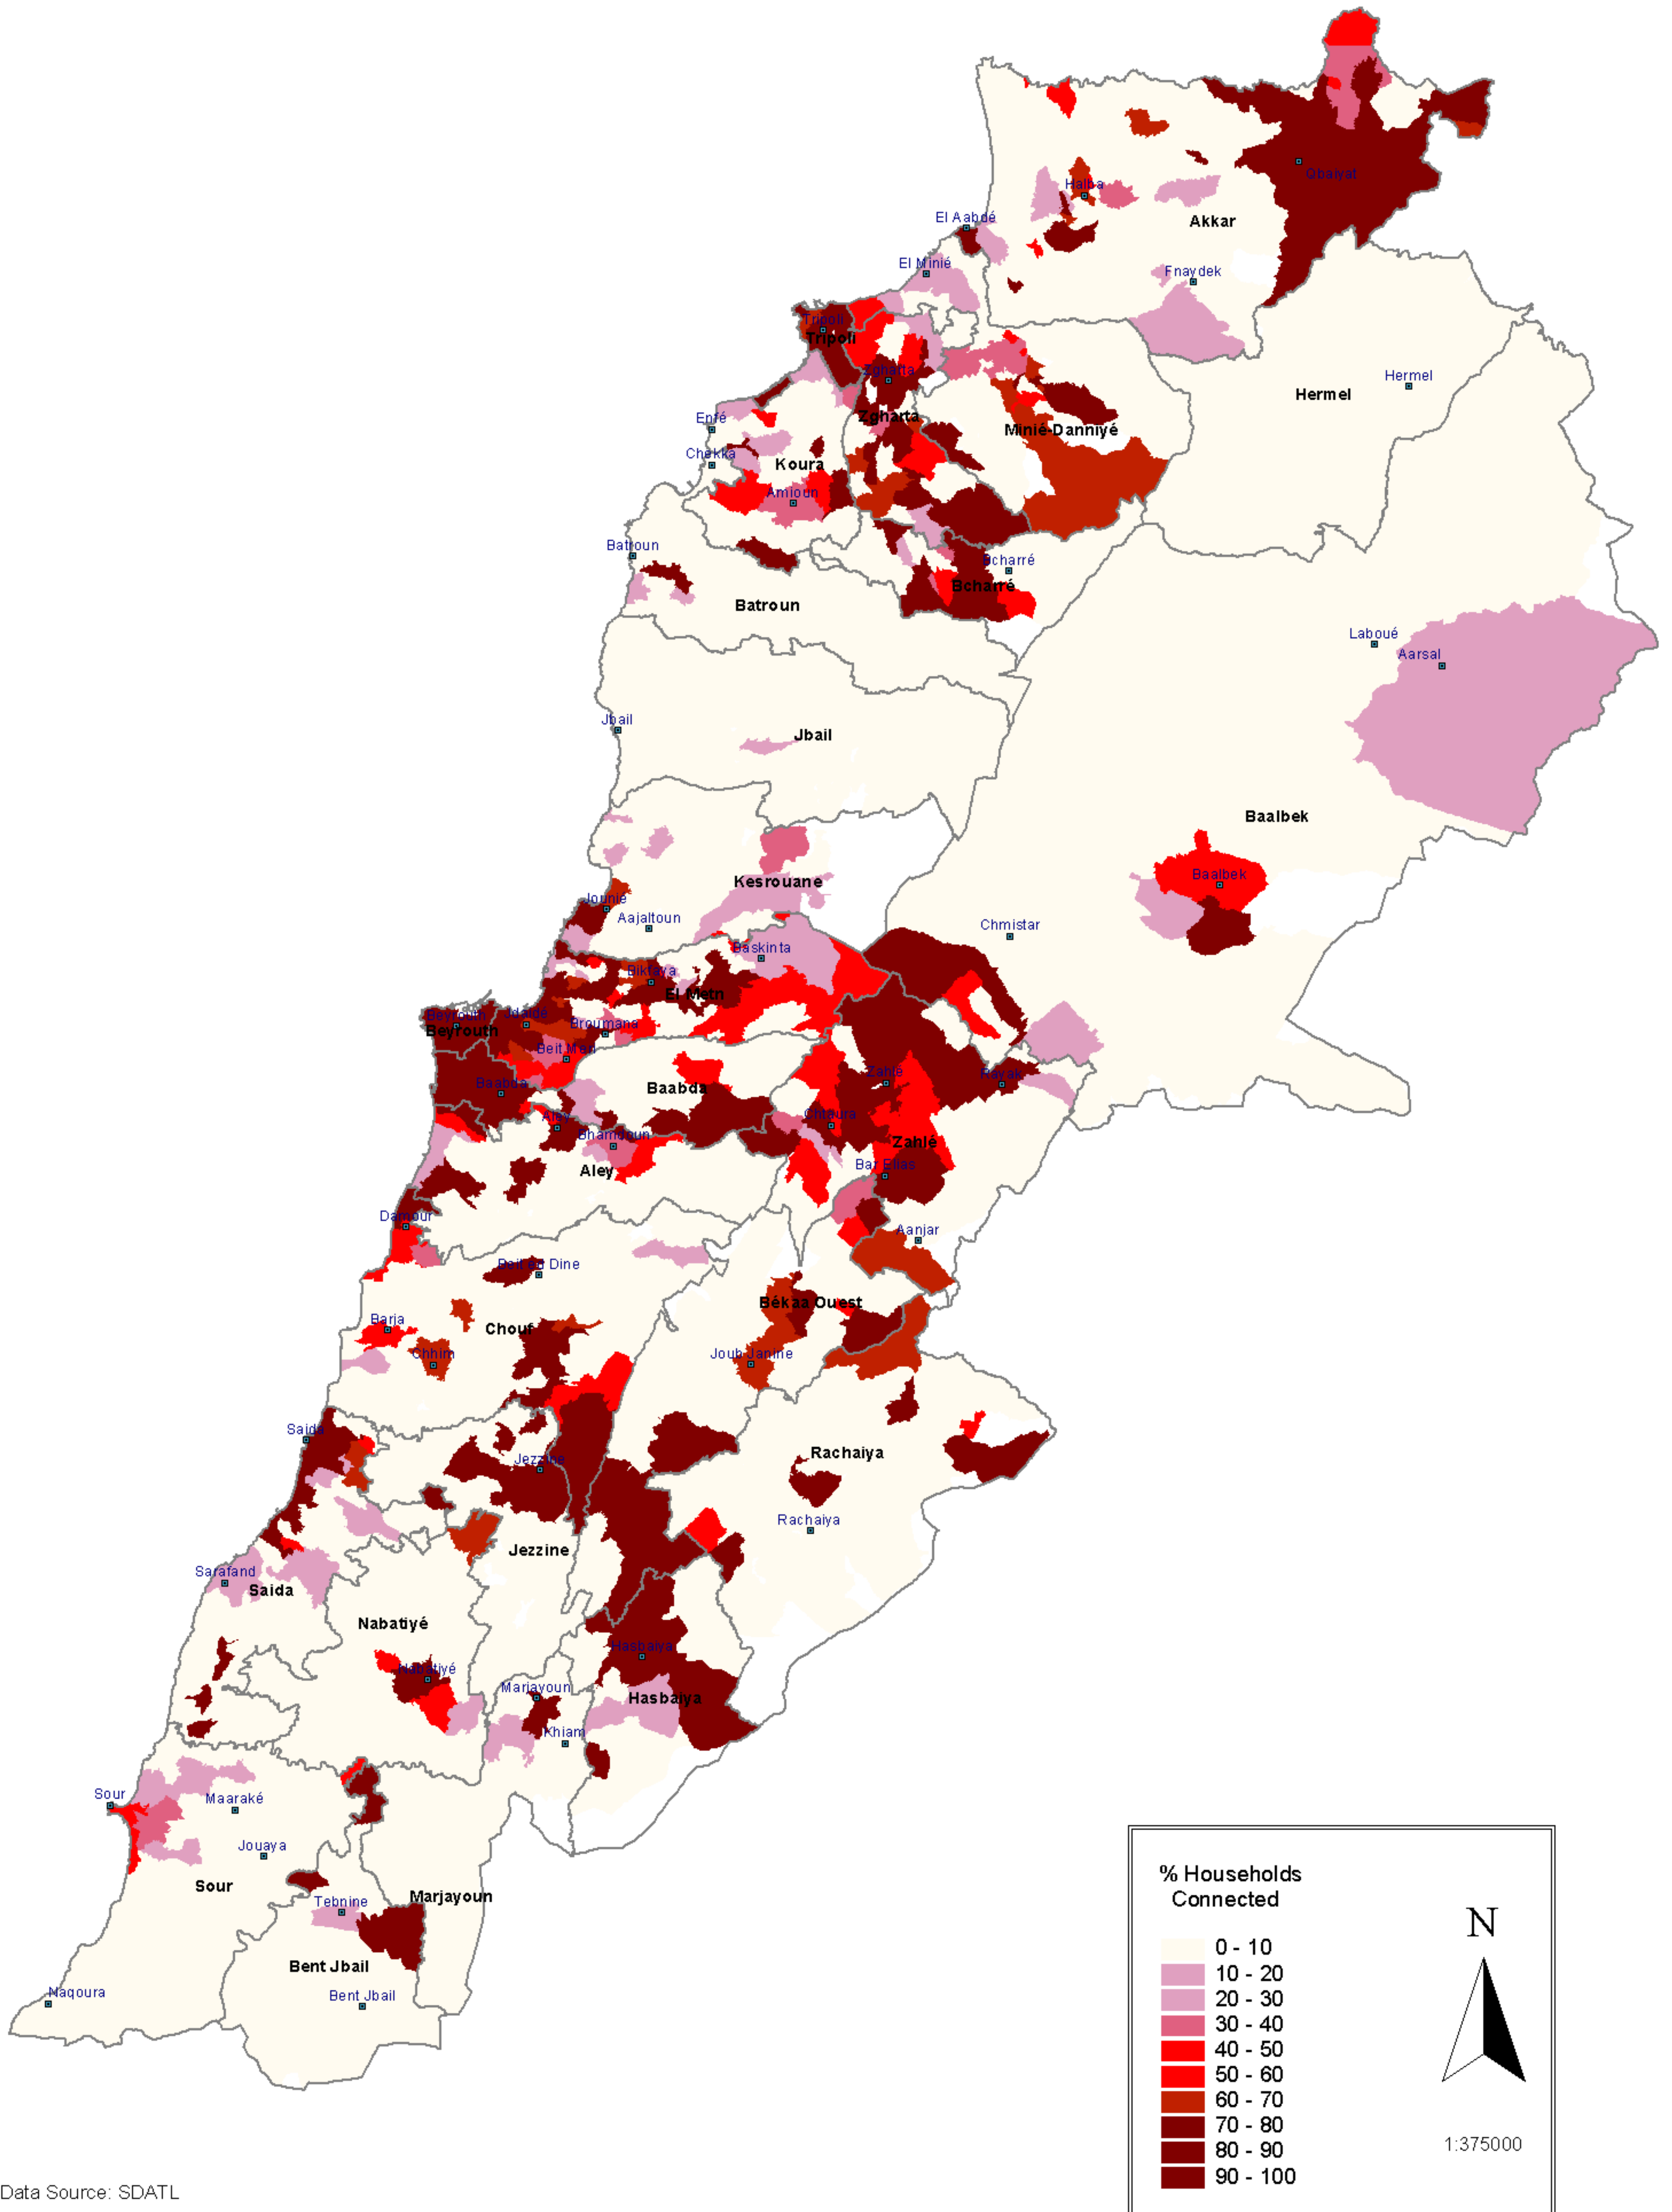 Qbaiyat
Halba
Akkar
El Aabdé
El Minié
Fnaydek
Tripoli
Tripoli
Zgharta
Hermel
Hermel
Enfé
Zgharta
Minié-Danniyé
Chekka
Koura
Amioun
Batroun
Bcharré
Bcharré
Batroun
Laboué
Aarsal
Jbail
Jbail
Baalbek
Baalbek
Kesrouane
Jounié
Aajaltoun
Chmistar
Baskinta
Bikfaya
El Metn
Beyrouth
Jdaidé
Broumana
Beyrouth
Beit Meri
Zahlé
Rayak
Baabda
Baabda
Aley
Chtaura
Bhamdoun
Zahlé
Aley
Bar Elias
Damour
Aanjar
Beit ed Dine
Békaa Ouest
Barja
Chouf
Chhim
Joub Janine
Saida
Rachaiya
Jezzine
Rachaiya
Jezzine
Sarafand
Saida
Nabatiyé
Hasbaiya
Nabatiyé
Marjayoun
Hasbaiya
Khiam
Sour
Maaraké
Jouaya
Sour
Marjayoun
Tebnine
Bent Jbail
Naqoura
Bent Jbail
% Households
Connected
0 - 10
10 - 20
20 - 30
30 - 40
40 - 50
50 - 60
60 - 70
70 - 80
80 - 90
90 - 100
N
1:375000
Data Source: SDATL